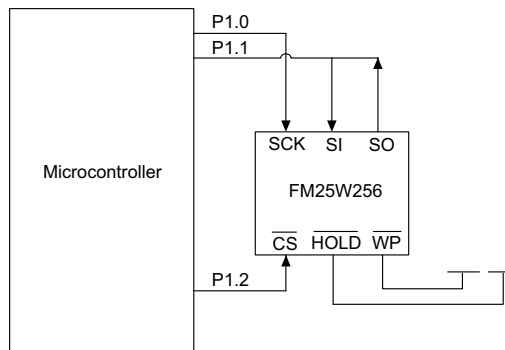 P1.0
P1.1
SCK SI SO
Microcontroller
FM25W256
CS HOLD WP
P1.2